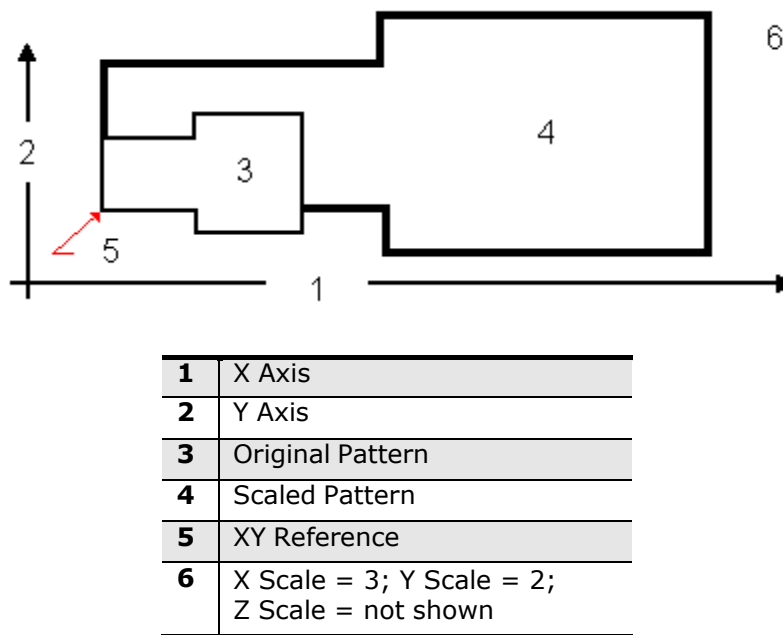 6
2
3
4
5
1
1 X Axis
2 Y Axis
3 Original Pattern
4 Scaled Pattern
5 XY Reference
6 X Scale = 3; Y Scale = 2;
Z Scale = not shown